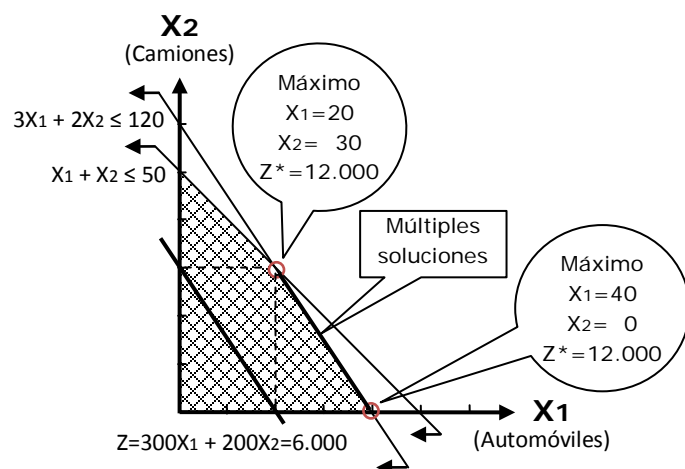 X2
(Camiones)
3X1 + 2X2 ≤ 120
X1 + X2 ≤ 50
Máximo
X1=20
X2= 30
Z*=12.000
Múltiples
soluciones
Máximo
X1=40
X2= 0
Z*=12.000
X1
(Automóviles)
Z=300X1 + 200X2=6.000